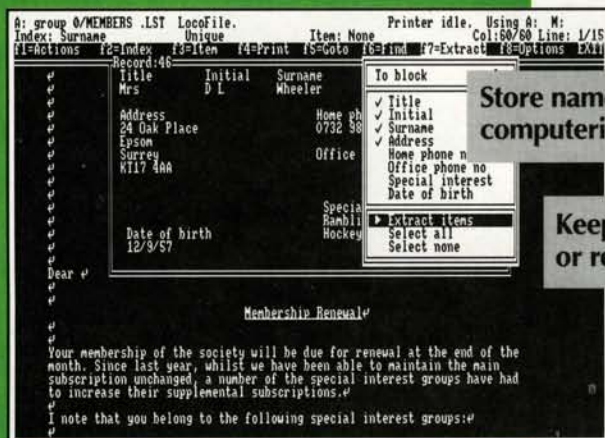 A: group 0/MEMBERS .LST LocoFile. Printer idle. Using A: M:
Index: Surname Unique Item: None Col:60/60 Line: 1/15
f1=Actions f2=Index f3=Item f4=Print f5=Goto f6=Find f7=Extract f8=Options EXIT
Record:46
Title Initial Surname
Mrs D L Wheeler
Address Home ph
24 Oak Place 0732 98
Epsom
Surrey Office
KT17 4AA
Specia
Rambli
Date of birth Hockey
12/9/57
To block
✓ Title
✓ Initial
✓ Surname
✓ Address
Home phone n
Office phone no
Special interest
Date of birth
Extract items
Select all
Select none
Store nam
computeri
Keep
or re
Dear
Membership Renewal
Your membership of the society will be due for renewal at the end of the
month. Since last year, whilst we have been able to maintain the main
subscription unchanged, a number of the special interest groups have had
to increase their supplemental subscriptions.
I note that you belong to the following special interest groups: